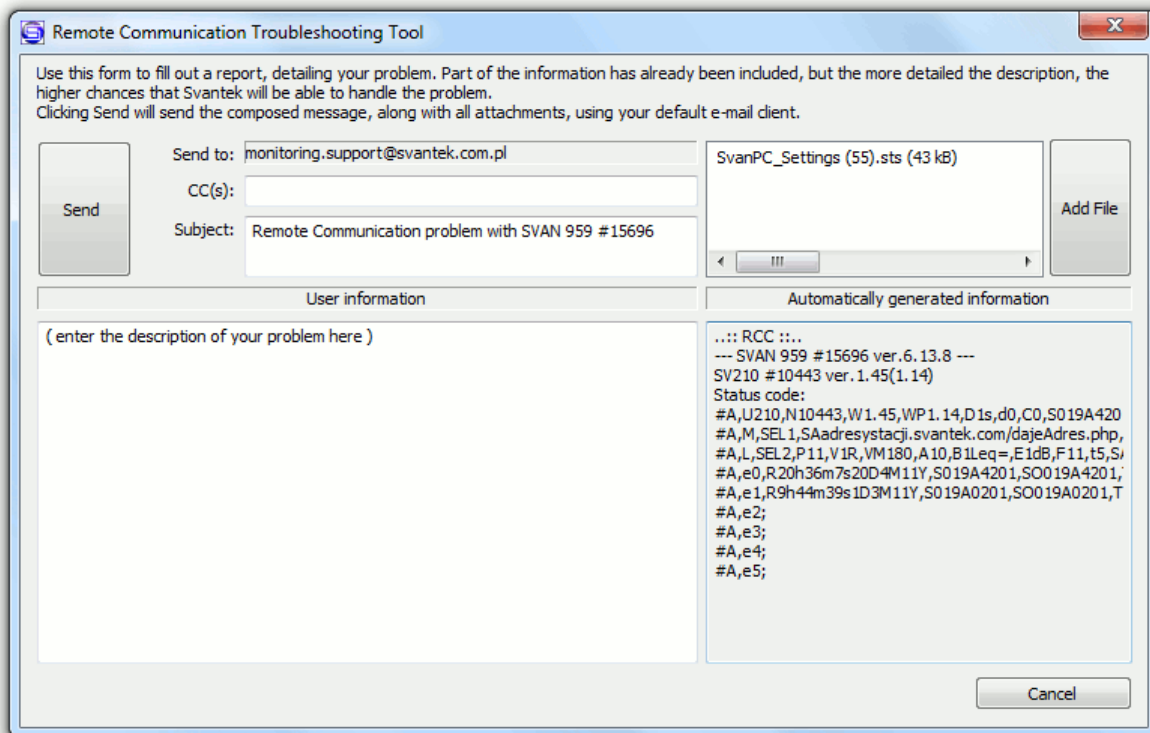 Remote Communication Troubleshooting Tool
Use this form to fill out a report, detailing your problem. Part of the information has already been included, but the more detailed the description, the
higher chances that Svantek will be able to handle the problem.
Clicking Send will send the composed message, along with all attachments, using your default e-mail client.
Send
Send to: monitoring.support@svantek.com.pl
CC(s):
Subject: Remote Communication problem with SVAN 959 #15696
SvanPC_Settings (55).sts (43 kB)
Add File
User information
( enter the description of your problem here )
Automatically generated information
..:: RCC ::..
--- SVAN 959 #15696 ver.6.13.8 ---
SV210 #10443 ver.1.45(1.14)
Status code:
#A,U210,N10443,W1.45,WP1.14,D1s,d0,C0,S019A420
#A,M,SEL1,SAadresystacji.svantek.com/dajeAdres.php,
#A,L,SEL2,P11,V1R,VM180,A10,B1Leq=,E1dB,F11,t5,SA
#A,e0,R20h36m7s20D4M11Y,S019A4201,SO019A4201,
#A,e1,R9h44m39s1D3M11Y,S019A0201,SO019A0201,T
#A,e2;
#A,e3;
#A,e4;
#A,e5;
Cancel